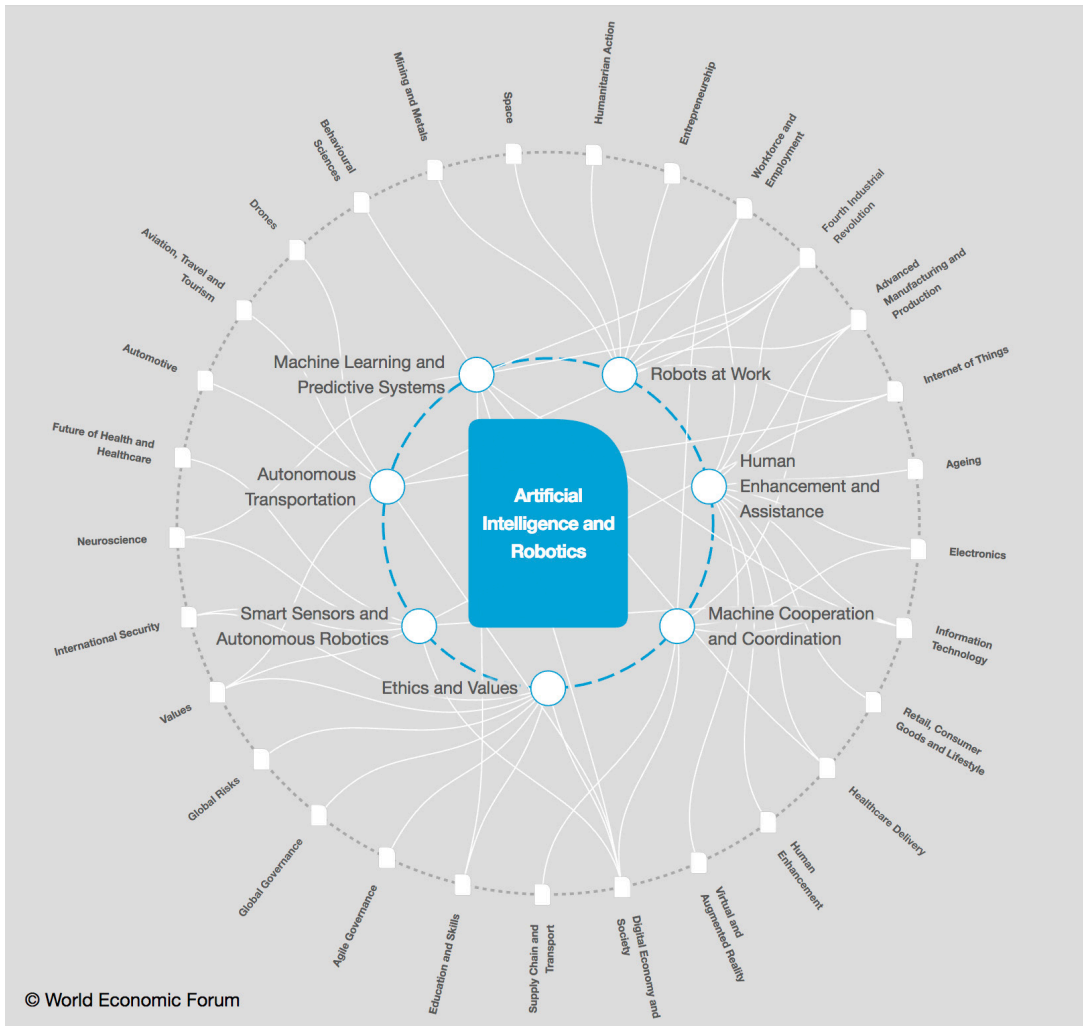 Mining and Metals
Space
Humanitarian Action
Entrepreneurship
Workforce and
Employment
Fourth Industrial
Revolution
Advanced
Manufacturing and
Production
Internet of Things
Ageing
Electronics
Information
Technology
Retail, Consumer
Goods and Lifestyle
Healthcare Delivery
Human
Enhancement
Virtual and
Augmented Reality
Digital Economy and
Society
Supply Chain and
Transport
Education and Skills
Agile Governance
Global Governance
Global Risks
Values
International Security
Neuroscience
Future of Health and
Healthcare
Automotive
Aviation, Travel and
Tourism
Drones
Behavioural
Sciences
Machine Learning and
Predictive Systems
Robots at Work
Autonomous
Transportation
Human
Enhancement and
Assistance
Artificial
Intelligence and
Robotics
Smart Sensors and
Autonomous Robotics
Machine Cooperation
and Coordination
Ethics and Values
© World Economic Forum